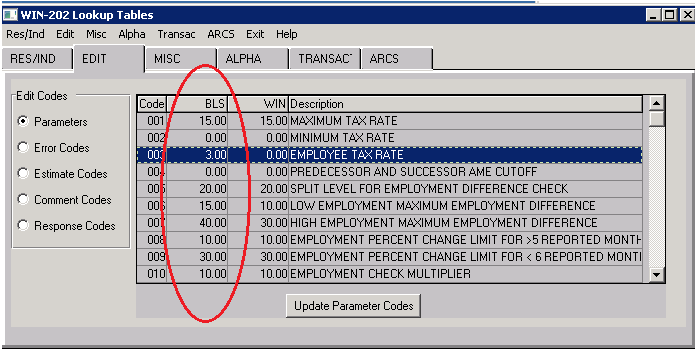 WIN-202 Lookup Tables
Res/Ind Edit Misc Alpha Transac ARCS Exit Help
RES/IND EDIT MISC ALPHA TRANSAC ARCS
Edit Codes
Parameters
Error Codes
Estimate Codes
Comment Codes
Response Codes
Code BLS WIN Description
001 15.00 15.00 MAXIMUM TAX RATE
002 0.00 0.00 MINIMUM TAX RATE
003 3.00 0.00 EMPLOYEE TAX RATE
004 0.00 0.00 PREDECESSOR AND SUCCESSOR AME CUTOFF
005 20.00 20.00 SPLIT LEVEL FOR EMPLOYMENT DIFFERENCE CHECK
006 15.00 10.00 LOW EMPLOYMENT MAXIMUM EMPLOYMENT DIFFERENCE
007 40.00 30.00 HIGH EMPLOYMENT MAXIMUM EMPLOYMENT DIFFERENCE
008 10.00 10.00 EMPLOYMENT PERCENT CHANGE LIMIT FOR >5 REPORTED MONTH
009 30.00 30.00 EMPLOYMENT PERCENT CHANGE LIMIT FOR < 6 REPORTED MONTH
010 10.00 10.00 EMPLOYMENT CHECK MULTIPLIER
Update Parameter Codes